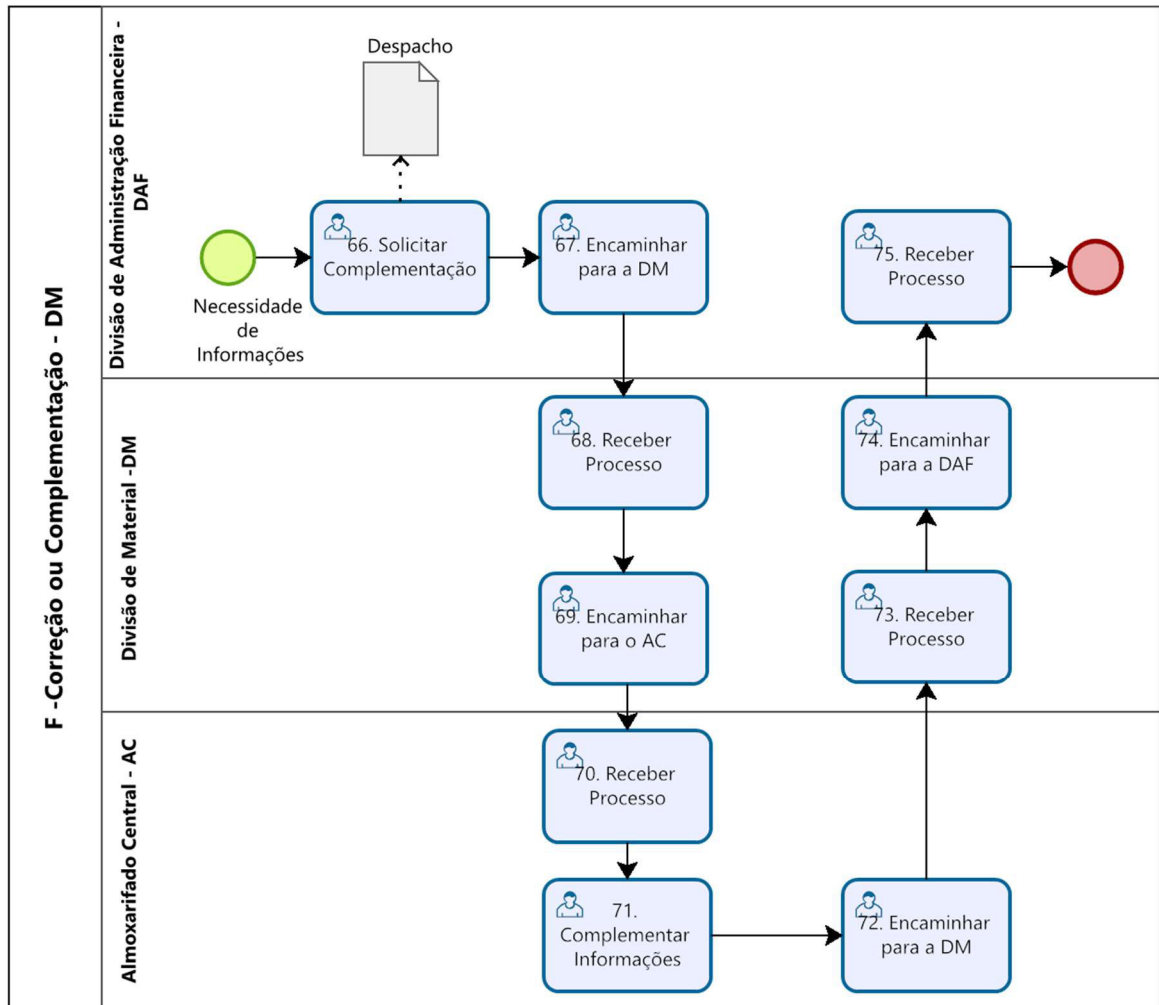 F -Correção ou Complementação - DM
Divisão de Administração Financeira -
DAF
Despacho
Necessidade
de
Informações
66. Solicitar
Complementação
67. Encaminhar
para a DM
75. Receber
Processo
Divisão de Material -DM
68. Receber
Processo
74. Encaminhar
para a DAF
69. Encaminhar
para o AC
73. Receber
Processo
Almoxarifado Central - AC
70. Receber
Processo
71.
Complementar
Informações
72. Encaminhar
para a DM